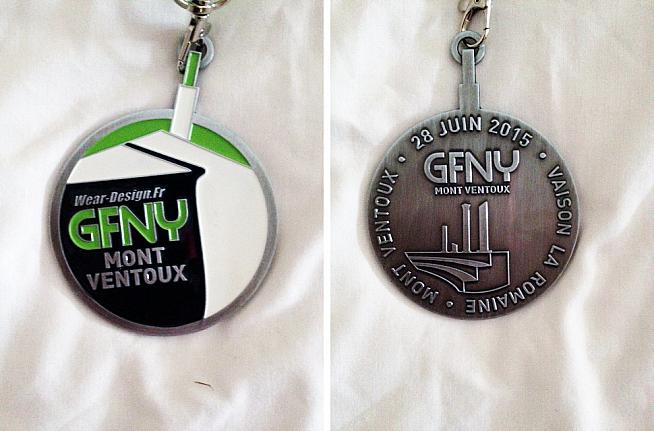 Wear-Design.Fr
GFNY
MONT
VENTOUX
28 JUIN 2015 • VAISON LA ROMAINE • MONT VENTOUX •
GFNY
MONT VENTOUX